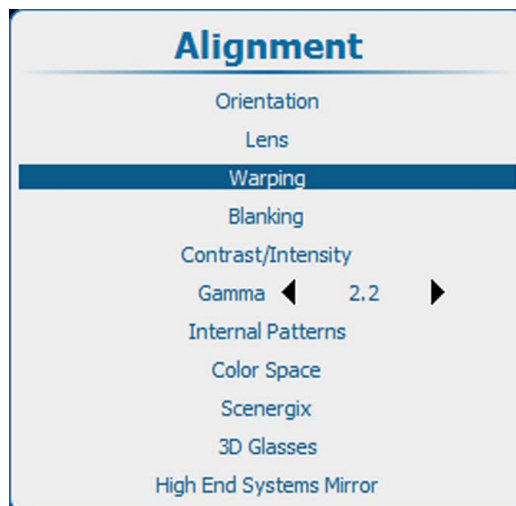 Alignment
Orientation
Lens
Warping
Blanking
Contrast/Intensity
Gamma 2.2
Internal Patterns
Color Space
Scenergix
3D Glasses
High End Systems Mirror